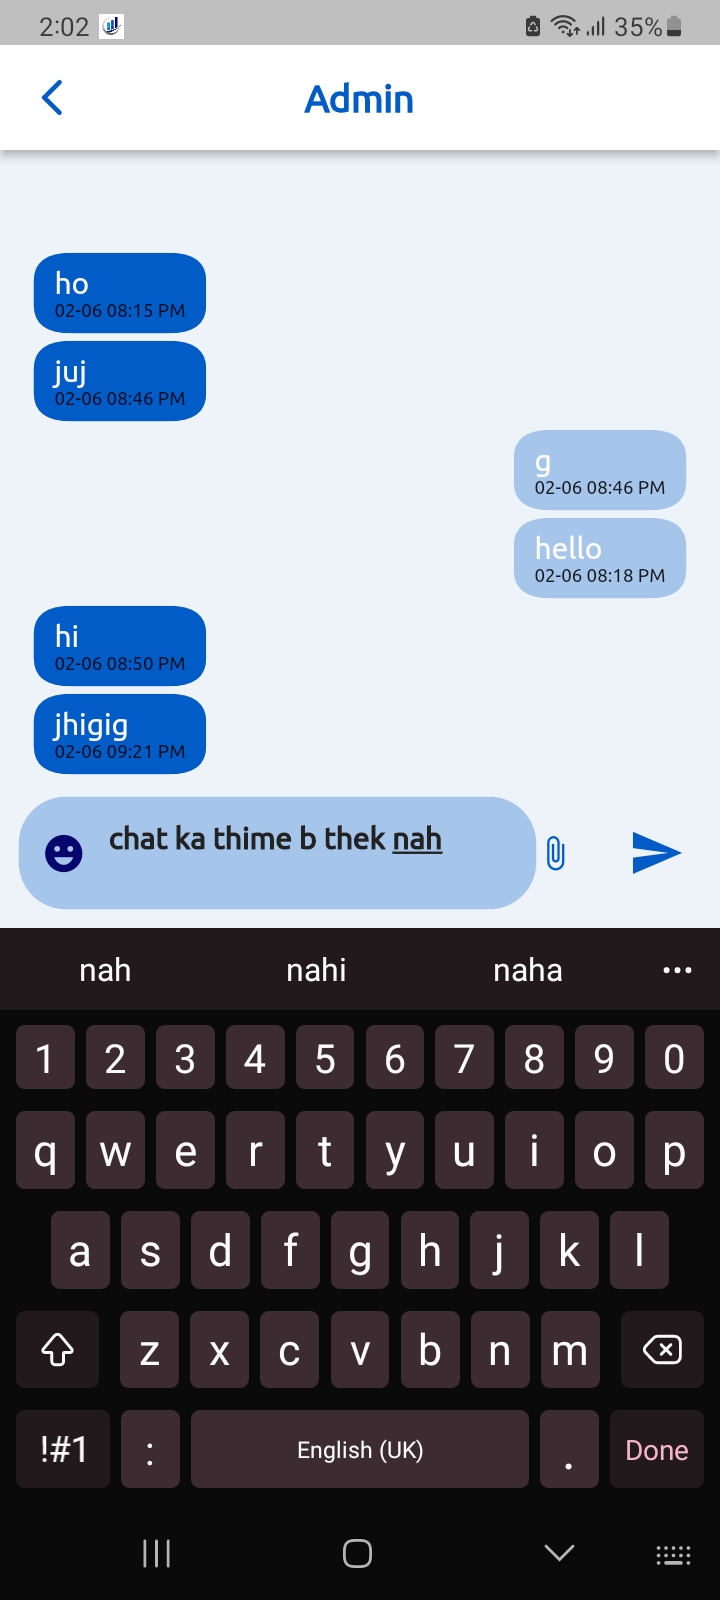 2:02 35%
Admin
ho
02-06 08:15 PM
juj
02-06 08:46 PM
g
02-06 08:46 PM
hello
02-06 08:18 PM
hi
02-06 08:50 PM
jhigig
02-06 09:21 PM
chat ka thime b thek nah
nah nahi naha
1 2 3 4 5 6 7 8 9 0
q w e r t y u i o p
a s d f g h j k l
z x c v b n m
!#1 : English (UK) . Done